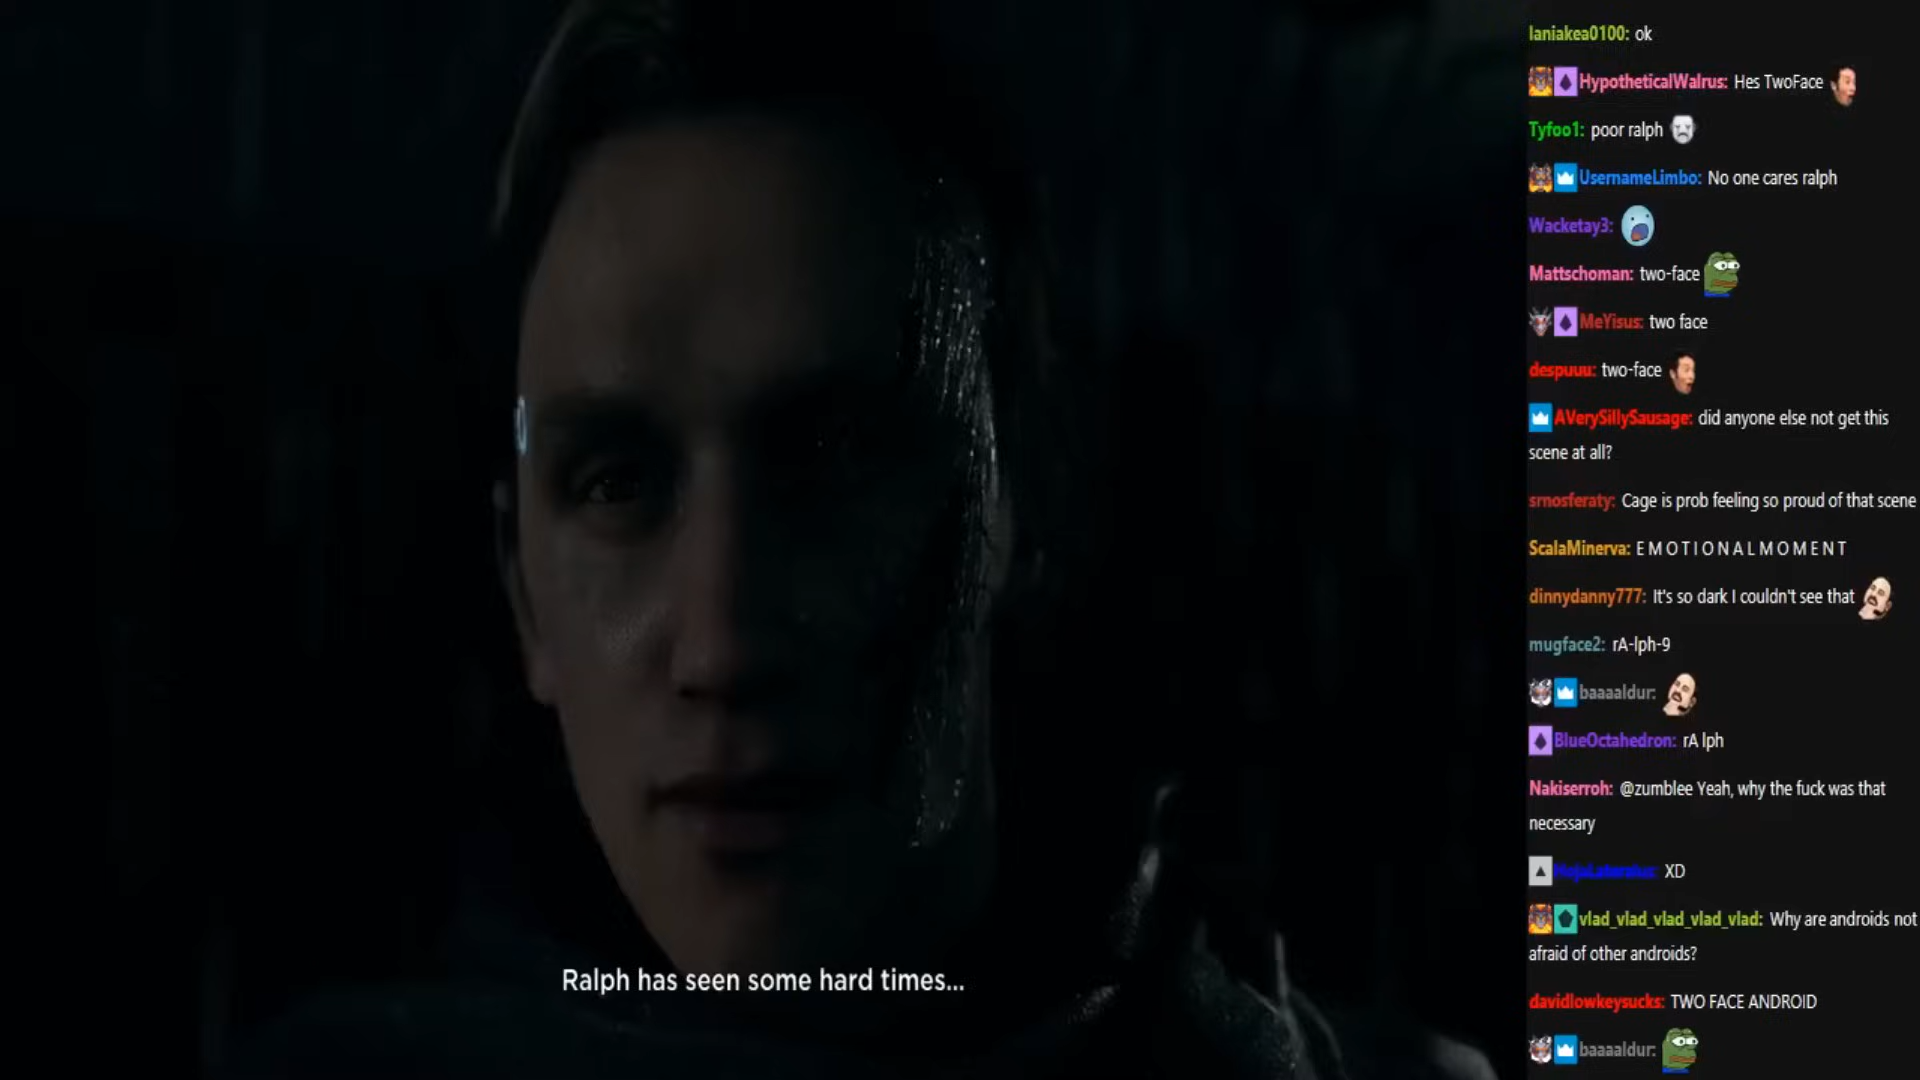 Ralph has seen some hard times...
laniakea0100: ok
HypotheticalWalrus: Hes TwoFace
Tyfoo1: poor ralph
UsernameLimbo: No one cares ralph
Wacketay3:
Mattschoman: two-face
MeYisus: two face
despuuu: two-face
AVerySillySausage: did anyone else not get this
scene at all?
srnosferaty: Cage is prob feeling so proud of that scene
ScalaMinerva: E M O T I O N A L M O M E N T
dinnydanny777: It's so dark I couldn't see that
mugface2: rA-lph-9
baaaaldur:
BlueOctahedron: rA lph
Nakiserroh: @zumblee Yeah, why the fuck was that
necessary
XD
vlad_vlad_vlad_vlad_vlad: Why are androids not
afraid of other androids?
davidlowkeysucks: TWO FACE ANDROID
baaaaldur: